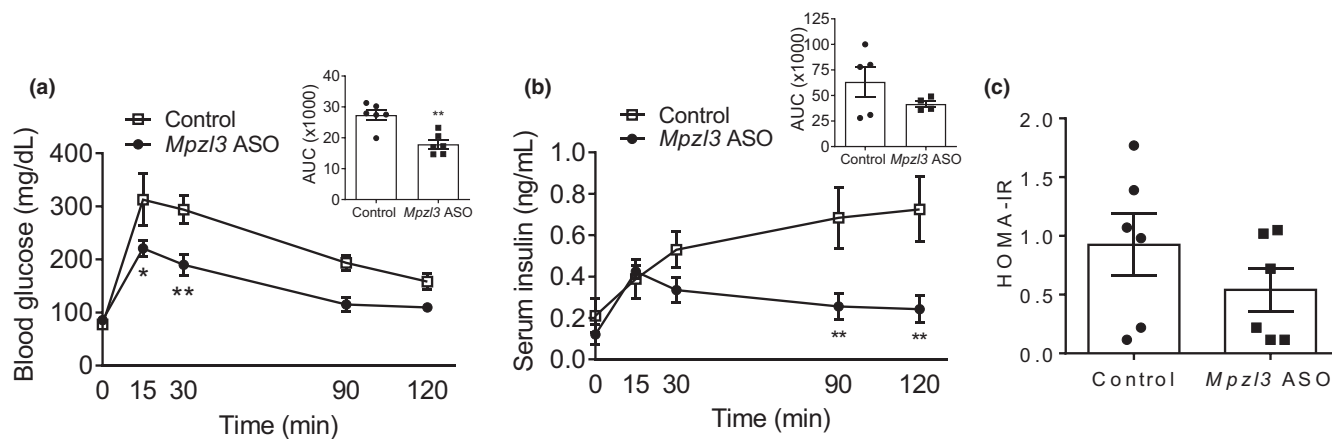 (a)
Control
Mpzl3 ASO
Blood glucose (mg/dL)
400
300
200
100
0
0 15 30 90 120
Time (min)
*
**
AUC (x1000)
40
30
20
10
0
**
Control Mpzl3 ASO
(b)
Control
Mpzl3 ASO
Serum insulin (ng/mL)
1.0
0.8
0.6
0.4
0.2
0.0
0 15 30 90 120
Time (min)
** **
AUC (x1000)
125
100
75
50
25
0
Control Mpzl3 ASO
(c)
HOMA-IR
2.0
1.5
1.0
0.5
0.0
Control Mpzl3 ASO